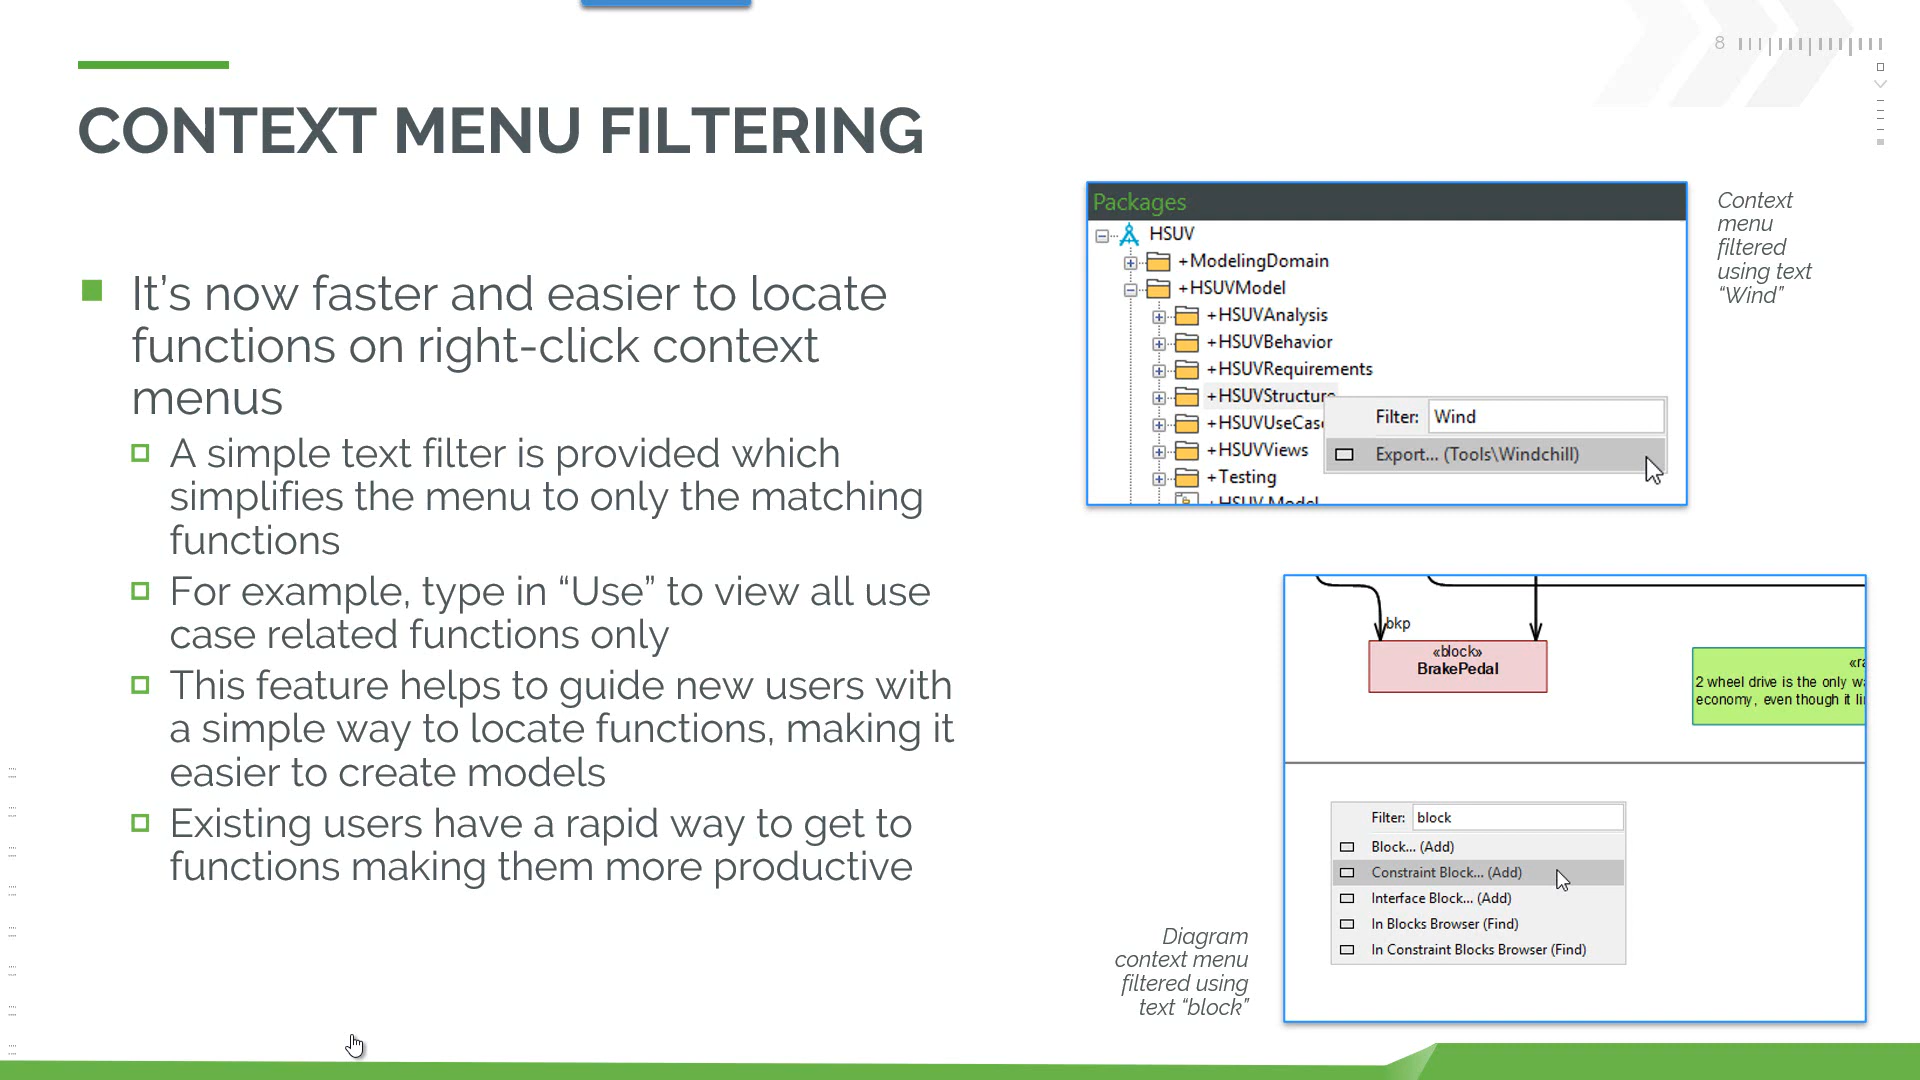 8
CONTEXT MENU FILTERING
It’s now faster and easier to locate
functions on right-click context
menus
A simple text filter is provided which
simplifies the menu to only the matching
functions
For example, type in “Use” to view all use
case related functions only
This feature helps to guide new users with
a simple way to locate functions, making it
easier to create models
Existing users have a rapid way to get to
functions making them more productive
Packages
HSUV
+ModelingDomain
+HSUVModel
+HSUVAnalysis
+HSUVBehavior
+HSUVRequirements
+HSUVStructure
+HSUVUseCas
+HSUVViews
+Testing
+HSUV Model
Filter: Wind
Export... (Tools\Windchill)
Context
menu
filtered
using text
“Wind”
bkp
«block»
BrakePedal
«ra
2 wheel drive is the only wa
economy, even though it li
Filter: block
Block... (Add)
Constraint Block... (Add)
Interface Block... (Add)
In Blocks Browser (Find)
In Constraint Blocks Browser (Find)
Diagram
context menu
filtered using
text “block”